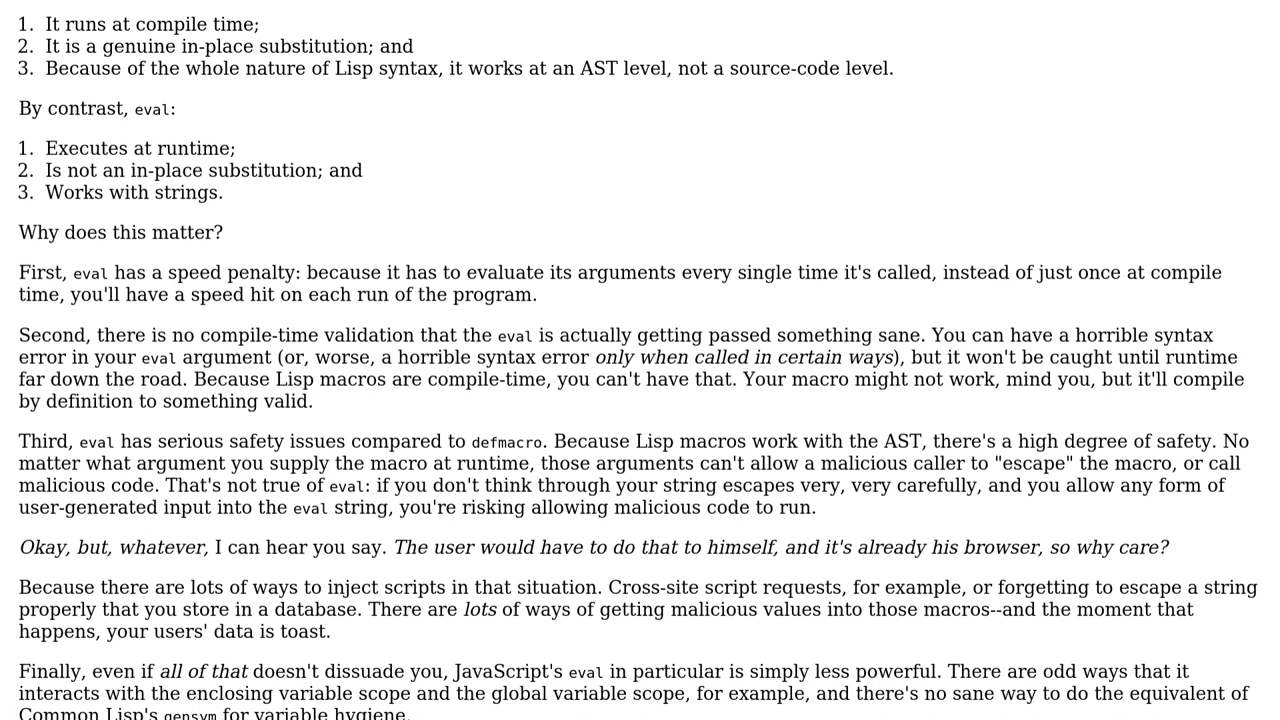 1. It runs at compile time;
2. It is a genuine in-place substitution; and
3. Because of the whole nature of Lisp syntax, it works at an AST level, not a source-code level.
By contrast, eval:
1. Executes at runtime;
2. Is not an in-place substitution; and
3. Works with strings.
Why does this matter?
First, eval has a speed penalty: because it has to evaluate its arguments every single time it's called, instead of just once at compile
time, you'll have a speed hit on each run of the program.
Second, there is no compile-time validation that the eval is actually getting passed something sane. You can have a horrible syntax
error in your eval argument (or, worse, a horrible syntax error only when called in certain ways), but it won't be caught until runtime
far down the road. Because Lisp macros are compile-time, you can't have that. Your macro might not work, mind you, but it'll compile
by definition to something valid.
Third, eval has serious safety issues compared to defmacro. Because Lisp macros work with the AST, there's a high degree of safety. No
matter what argument you supply the macro at runtime, those arguments can't allow a malicious caller to "escape" the macro, or call
malicious code. That's not true of eval: if you don't think through your string escapes very, very carefully, and you allow any form of
user-generated input into the eval string, you're risking allowing malicious code to run.
Okay, but, whatever, I can hear you say. The user would have to do that to himself, and it's already his browser, so why care?
Because there are lots of ways to inject scripts in that situation. Cross-site script requests, for example, or forgetting to escape a string
properly that you store in a database. There are lots of ways of getting malicious values into those macros--and the moment that
happens, your users' data is toast.
Finally, even if all of that doesn't dissuade you, JavaScript's eval in particular is simply less powerful. There are odd ways that it
interacts with the enclosing variable scope and the global variable scope, for example, and there's no sane way to do the equivalent of
Common Lisp's gensym for variable hygiene.